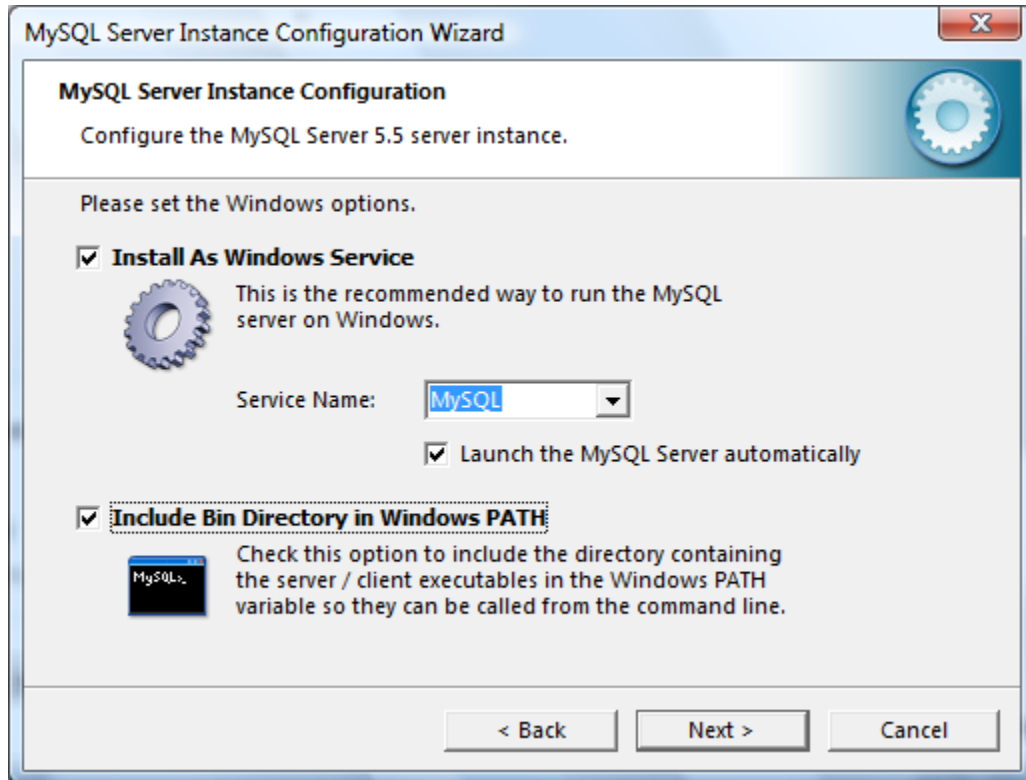 MySQL Server Instance Configuration Wizard
MySQL Server Instance Configuration
Configure the MySQL Server 5.5 server instance.
Please set the Windows options.
Install As Windows Service
This is the recommended way to run the MySQL
server on Windows.
Service Name: MySQL
Launch the MySQL Server automatically
Include Bin Directory in Windows PATH
MySQL>_
Check this option to include the directory containing
the server / client executables in the Windows PATH
variable so they can be called from the command line.
< Back Next > Cancel